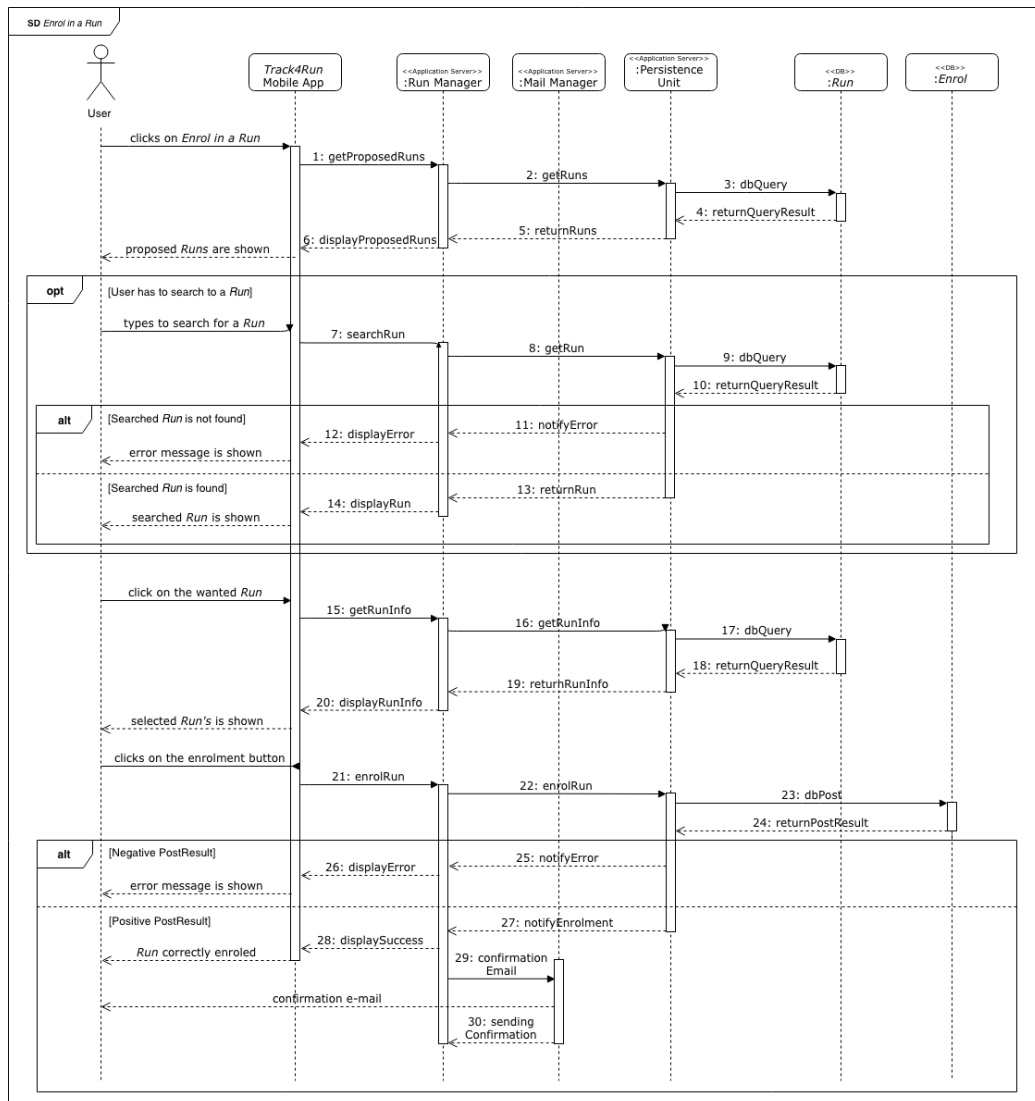 SD Enrol in a Run
User
Track4Run
Mobile App
<<Application Server>>
:Run Manager
<<Application Server>>
:Mail Manager
<<Application Server>>
:Persistence
Unit
<<DB>>
:Run
<<DB>>
:Enrol
clicks on Enrol in a Run
1: getProposedRuns
2: getRuns
3: dbQuery
4: returnQueryResult
5: returnRuns
6: displayProposedRuns
proposed Runs are shown
opt
[User has to search to a Run]
types to search for a Run
7: searchRun
8: getRun
9: dbQuery
10: returnQueryResult
alt
[Searched Run is not found]
11: notifyError
12: displayError
error message is shown
[Searched Run is found]
13: returnRun
14: displayRun
searched Run is shown
click on the wanted Run
15: getRunInfo
16: getRunInfo
17: dbQuery
18: returnQueryResult
19: returnRunInfo
20: displayRunInfo
selected Run's is shown
clicks on the enrolment button
21: enrolRun
22: enrolRun
23: dbPost
24: returnPostResult
alt
[Negative PostResult]
25: notifyError
26: displayError
error message is shown
[Positive PostResult]
27: notifyEnrolment
28: displaySuccess
Run correctly enroled
29: confirmation
Email
confirmation e-mail
30: sending
Confirmation